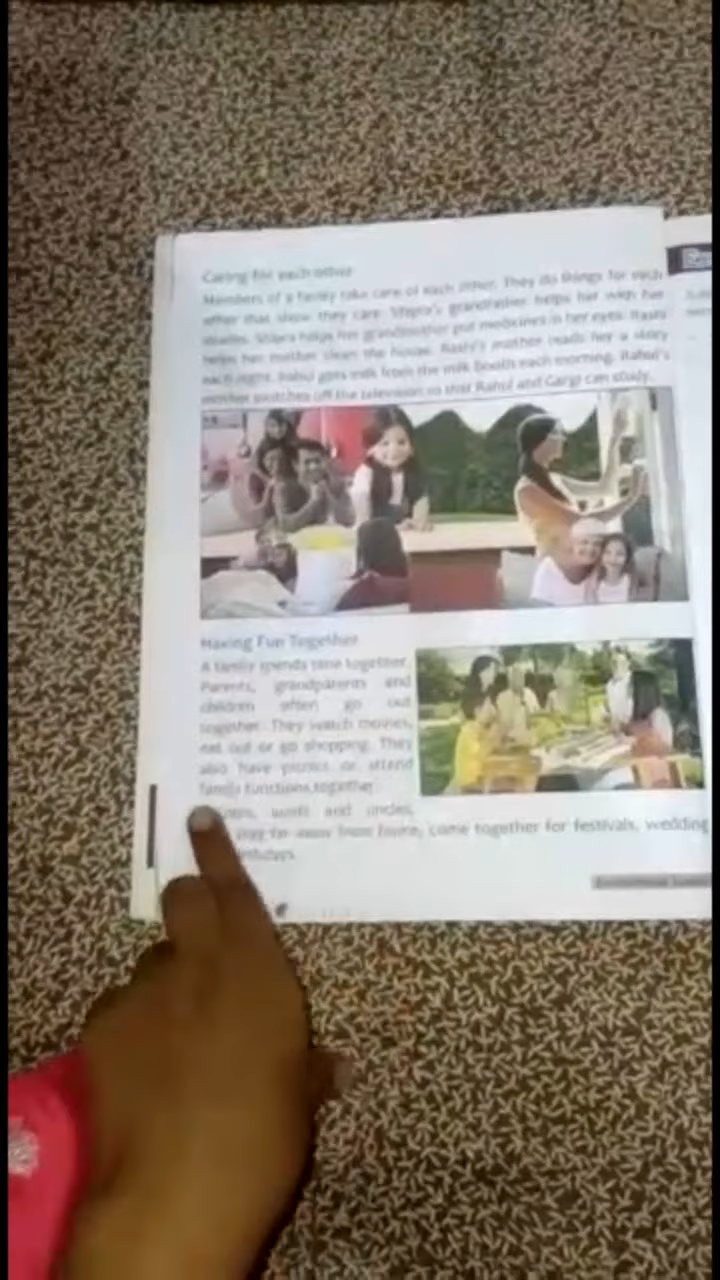 Caring for each other
Members of a family take care of each other. They do things for each
other that show they care. Shipra's grandfather helps her with her
studies. Shipra helps her grandmother put medicines in her eyes. Rashi
helps her mother clean the house. Rashi's mother reads her a story
each night. Rahul gets milk from the milk booth each morning. Rahul's
mother switches off the television so that Rahul and Gargi can study.
Having Fun Together
A family spends time together.
Parents, grandparents and
children often go out
together. They watch movies,
eat out or go shopping. They
also have picnics or attend
family functions together.
aunts and uncles,
stay far away from home, come together for festivals, wedding